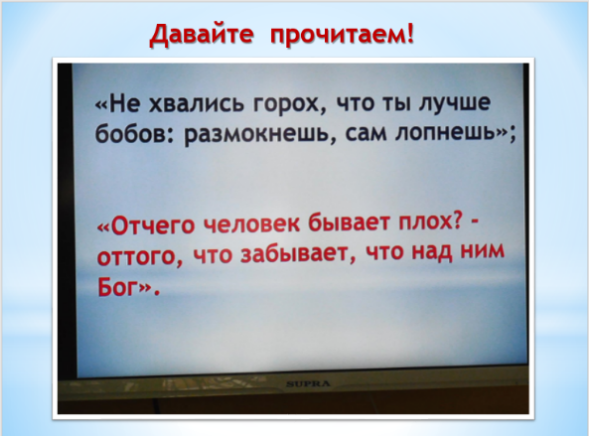 Давайте прочитаем!
«Не хвались горох, что ты лучше
бобов: размокнешь, сам лопнешь»;
«Отчего человек бывает плох? -
оттого, что забывает, что над ним
Бог».
SUPRA